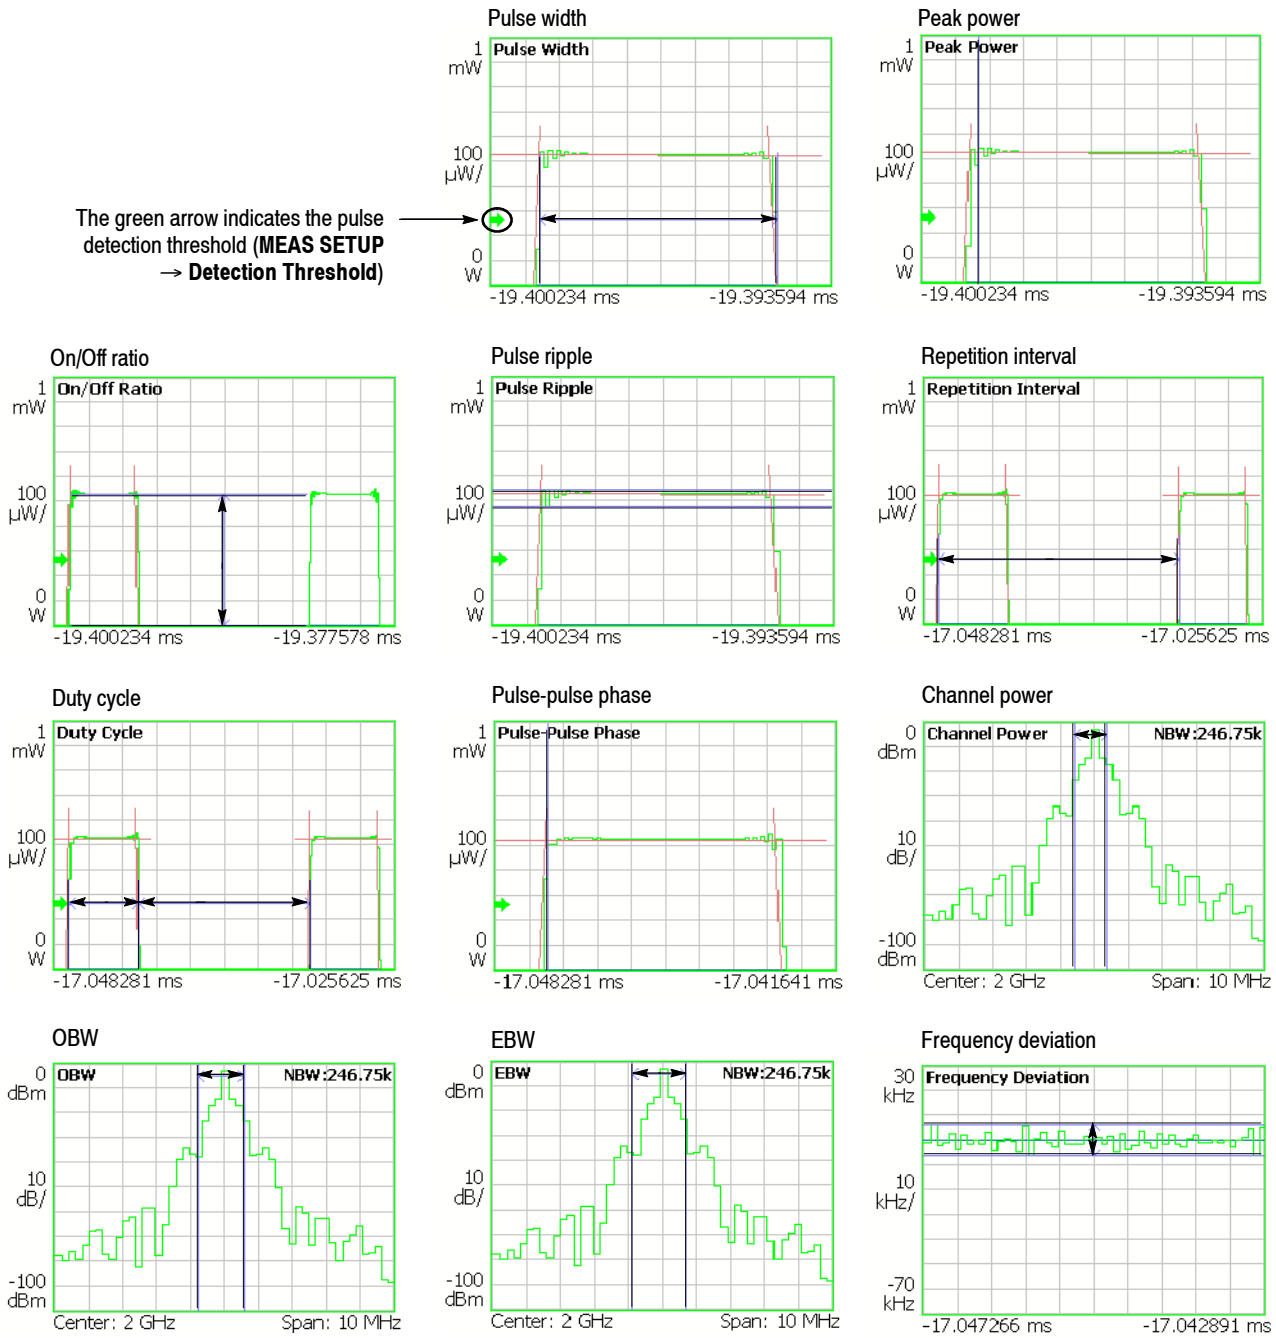 Pulse width
1
mW
Pulse Width
100
µW/
0
W
-19.400234 ms
-19.393594 ms
Peak power
1
mW
Peak Power
100
µW/
0
W
-19.400234 ms
-19.393594 ms
The green arrow indicates the pulse
detection threshold (MEAS SETUP
→ Detection Threshold)
On/Off ratio
1
mW
On/Off Ratio
100
µW/
0
W
-19.400234 ms
-19.377578 ms
Pulse ripple
1
mW
Pulse Ripple
100
µW/
0
W
-19.400234 ms
-19.393594 ms
Repetition interval
1
mW
Repetition Interval
100
µW/
0
W
-17.048281 ms
-17.025625 ms
Duty cycle
1
mW
Duty Cycle
100
µW/
0
W
-17.048281 ms
-17.025625 ms
Pulse-pulse phase
1
mW
Pulse-Pulse Phase
100
µW/
0
W
-17.048281 ms
-17.041641 ms
Channel power
0
dBm
Channel Power
NBW:246.75k
10
dB/
-100
dBm
Center: 2 GHz
Span: 10 MHz
OBW
0
dBm
OBW
NBW:246.75k
10
dB/
-100
dBm
Center: 2 GHz
Span: 10 MHz
EBW
0
dBm
EBW
NBW:246.75k
10
dB/
-100
dBm
Center: 2 GHz
Span: 10 MHz
Frequency deviation
30
kHz
Frequency Deviation
10
kHz/
-70
kHz
-17.047266 ms
-17.042891 ms